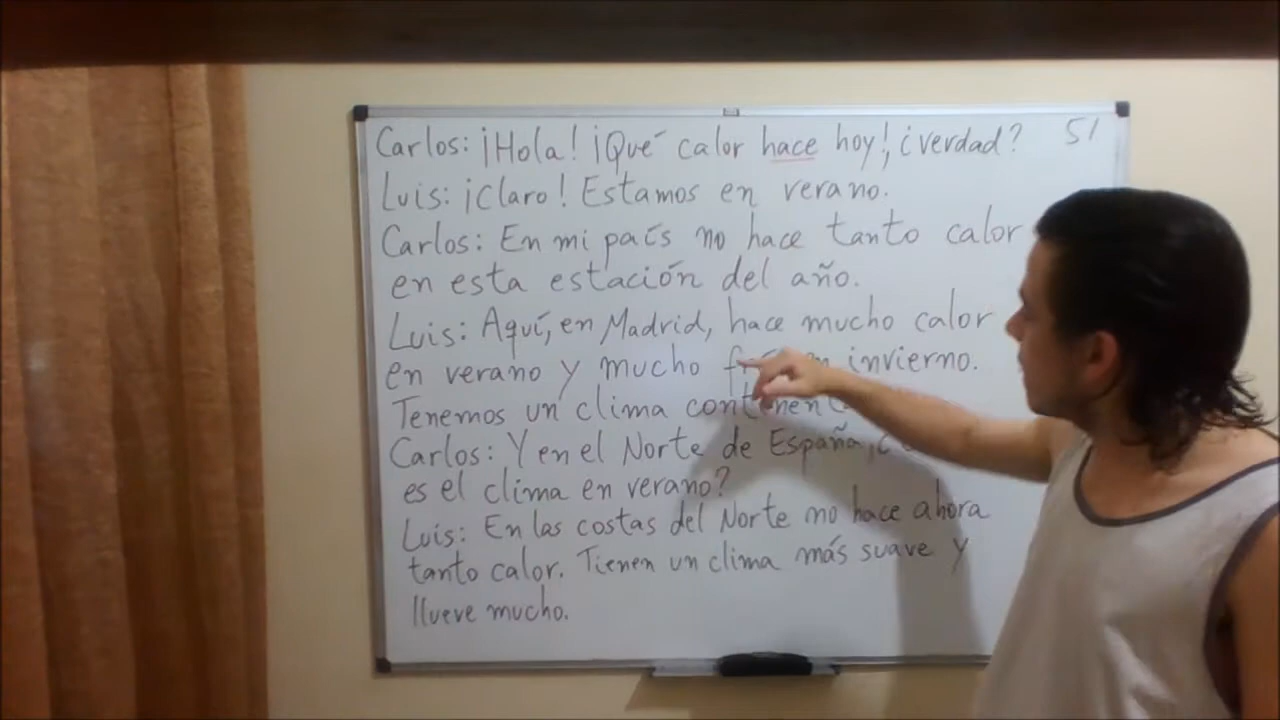 Carlos: ¡Hola! ¡Qué calor hace hoy!, ¿verdad? 51
Luis: ¡Claro! Estamos en verano.
Carlos: En mi país no hace tanto calor
en esta estación del año.
Luis: Aquí, en Madrid, hace mucho calor
en verano y mucho invierno.
Tenemos un clima
Carlos: Y en el Norte de España, ¿
es el clima en verano?
Luis: En las costas del Norte no hace ahora
tanto calor. Tienen un clima más suave y
llueve mucho.